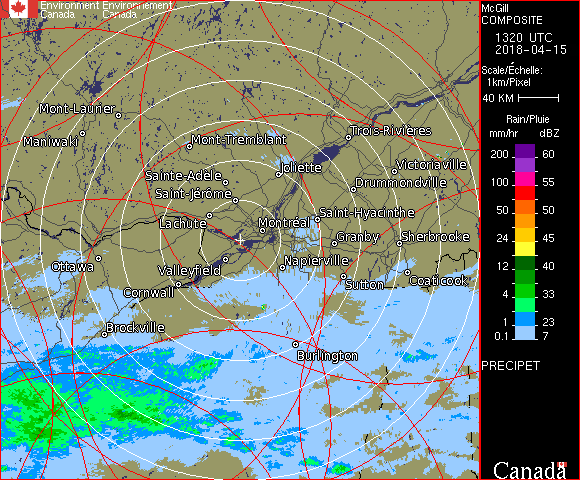 Environment Environnement
Canada Canada
Mont-Laurier
Maniwaki
Mont-Tremblant
Trois-Rivières
Joliette
Victoriaville
Sainte-Adèle
Drummondville
Saint-Jérôme
Saint-Hyacinthe
Lachute
Montréal
Granby
Sherbrooke
Ottawa
Valleyfield
Napierville
Cornwall
Sutton
Coaticook
Brockville
Burlington
McGill
COMPOSITE
1320 UTC
2018-04-15
Scale/Échelle:
1km/Pixel
40 KM
Rain/Pluie
mm/hr dBZ
200 60
100 55
50 50
24 45
12 40
4 33
1 23
0.1 7
PRECIPET
Canada